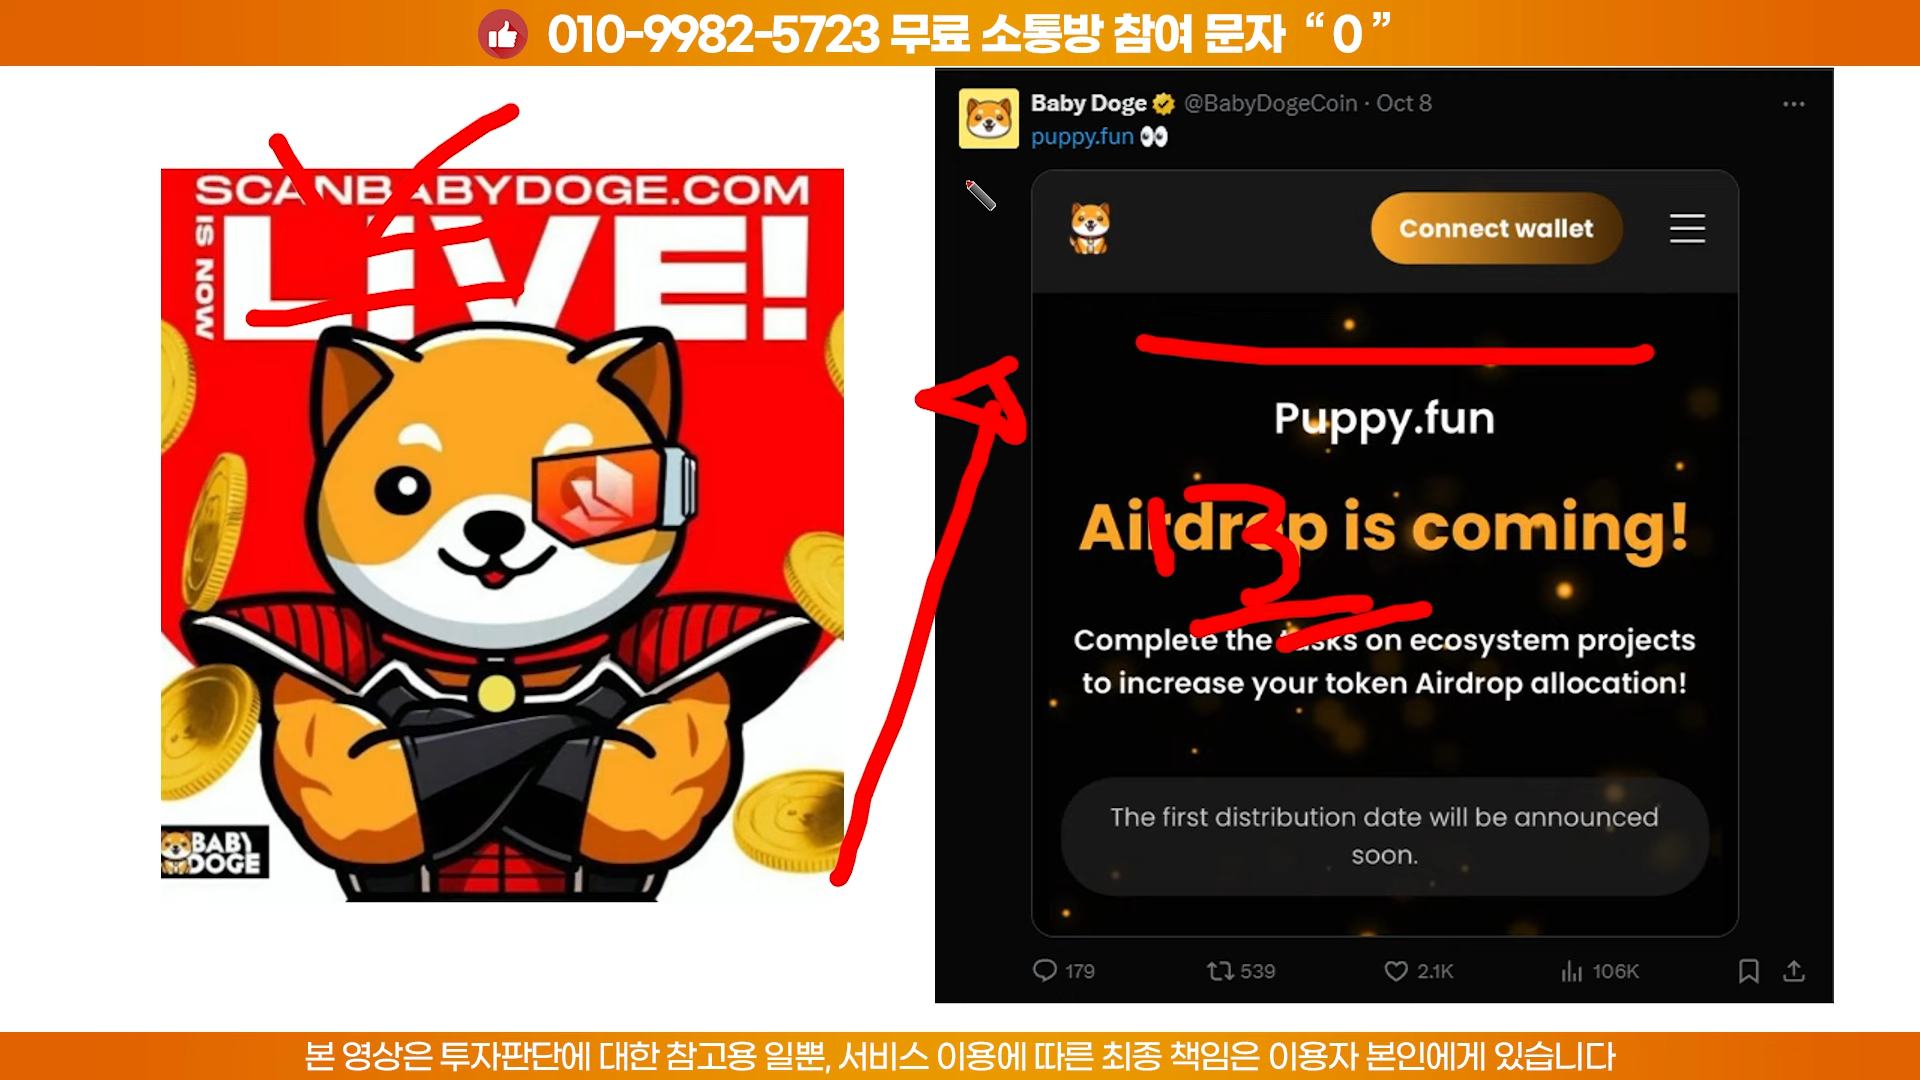 010-9982-5723 무료 소통방 참여 문자 “0”
SCANBABYDOGE.COM
IS NOW
LIVE!
BABY
DOGE
Baby Doge @BabyDogeCoin · Oct 8
puppy.fun 👀
Connect wallet
Puppy.fun
Airdrop is coming!
13
Complete the tasks on ecosystem projects
to increase your token Airdrop allocation!
The first distribution date will be announced
soon.
179 539 2.1K 106K
본 영상은 투자판단에 대한 참고용 일뿐, 서비스 이용에 따른 최종 책임은 이용자 본인에게 있습니다